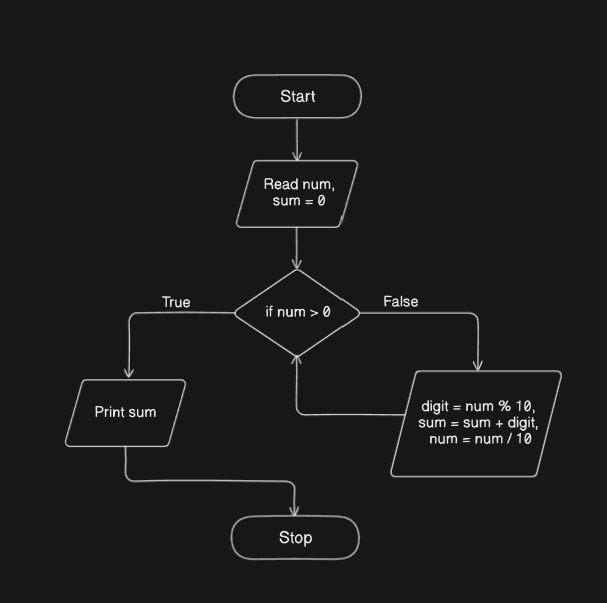 Start
Read num,
sum = 0
if num > 0
True
False
Print sum
digit = num % 10,
sum = sum + digit,
num = num / 10
Stop